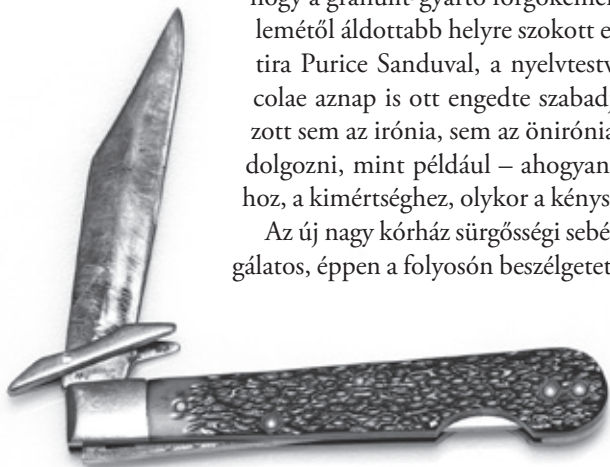 hogy a grafidit-gyártó forgókemen
lemétől áldottabb helyre szokott e
tira Purice Sanduval, a nyelvtestv
colae aznap is ott engedte szabad
zott sem az irónia, sem az önirónia
dolgozni, mint például – ahogyan
hoz, a kimértséghez, olykor a kénys
Az új nagy kórház sürgősségi sebé
gálatos, éppen a folyosón beszélgetet